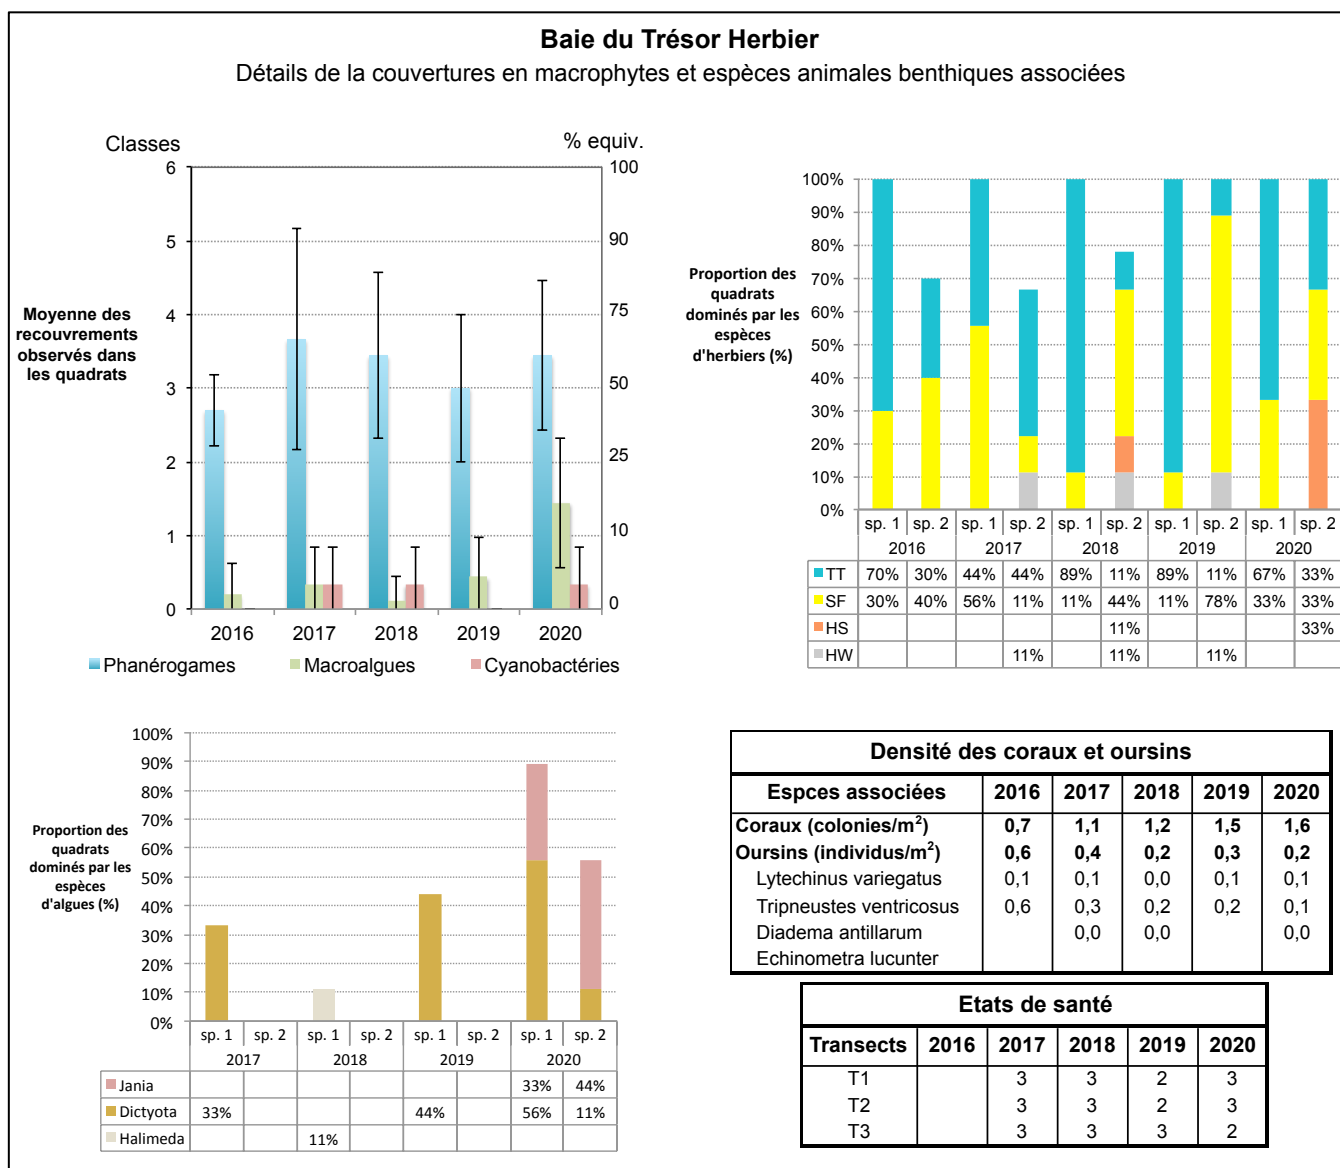 Baie du Trésor Herbier
Détails de la couvertures en macrophytes et espèces animales benthiques associées
Classes
% equiv.
Moyenne des
recouvrements
observés dans
les quadrats
6
5
4
3
2
1
0
100
90
75
50
25
10
0
2016 2017 2018 2019 2020
Phanérogames Macroalgues Cyanobactéries
Proportion des
quadrats
dominés par les
espèces
d'herbiers (%)
100%
90%
80%
70%
60%
50%
40%
30%
20%
10%
0%
sp. 1 sp. 2 sp. 1 sp. 2 sp. 1 sp. 2 sp. 1 sp. 2 sp. 1 sp. 2
2016 2017 2018 2019 2020
TT 70% 30% 44% 44% 89% 11% 89% 11% 67% 33%
SF 30% 40% 56% 11% 11% 44% 11% 78% 33% 33%
HS 11% 33%
HW 11% 11% 11%
Proportion des
quadrats
dominés par les
espèces
d'algues (%)
100%
90%
80%
70%
60%
50%
40%
30%
20%
10%
0%
sp. 1 sp. 2 sp. 1 sp. 2 sp. 1 sp. 2 sp. 1 sp. 2
2017 2018 2019 2020
Jania 33% 44%
Dictyota 33% 44% 56% 11%
Halimeda 11%
Densité des coraux et oursins
Espces associées 2016 2017 2018 2019 2020
Coraux (colonies/m²) 0,7 1,1 1,2 1,5 1,6
Oursins (individus/m²) 0,6 0,4 0,2 0,3 0,2
Lytechinus variegatus 0,1 0,1 0,0 0,1 0,1
Tripneustes ventricosus 0,6 0,3 0,2 0,2 0,1
Diadema antillarum 0,0 0,0 0,0
Echinometra lucunter
Etats de santé
Transects 2016 2017 2018 2019 2020
T1 3 3 2 3
T2 3 3 2 3
T3 3 3 3 2